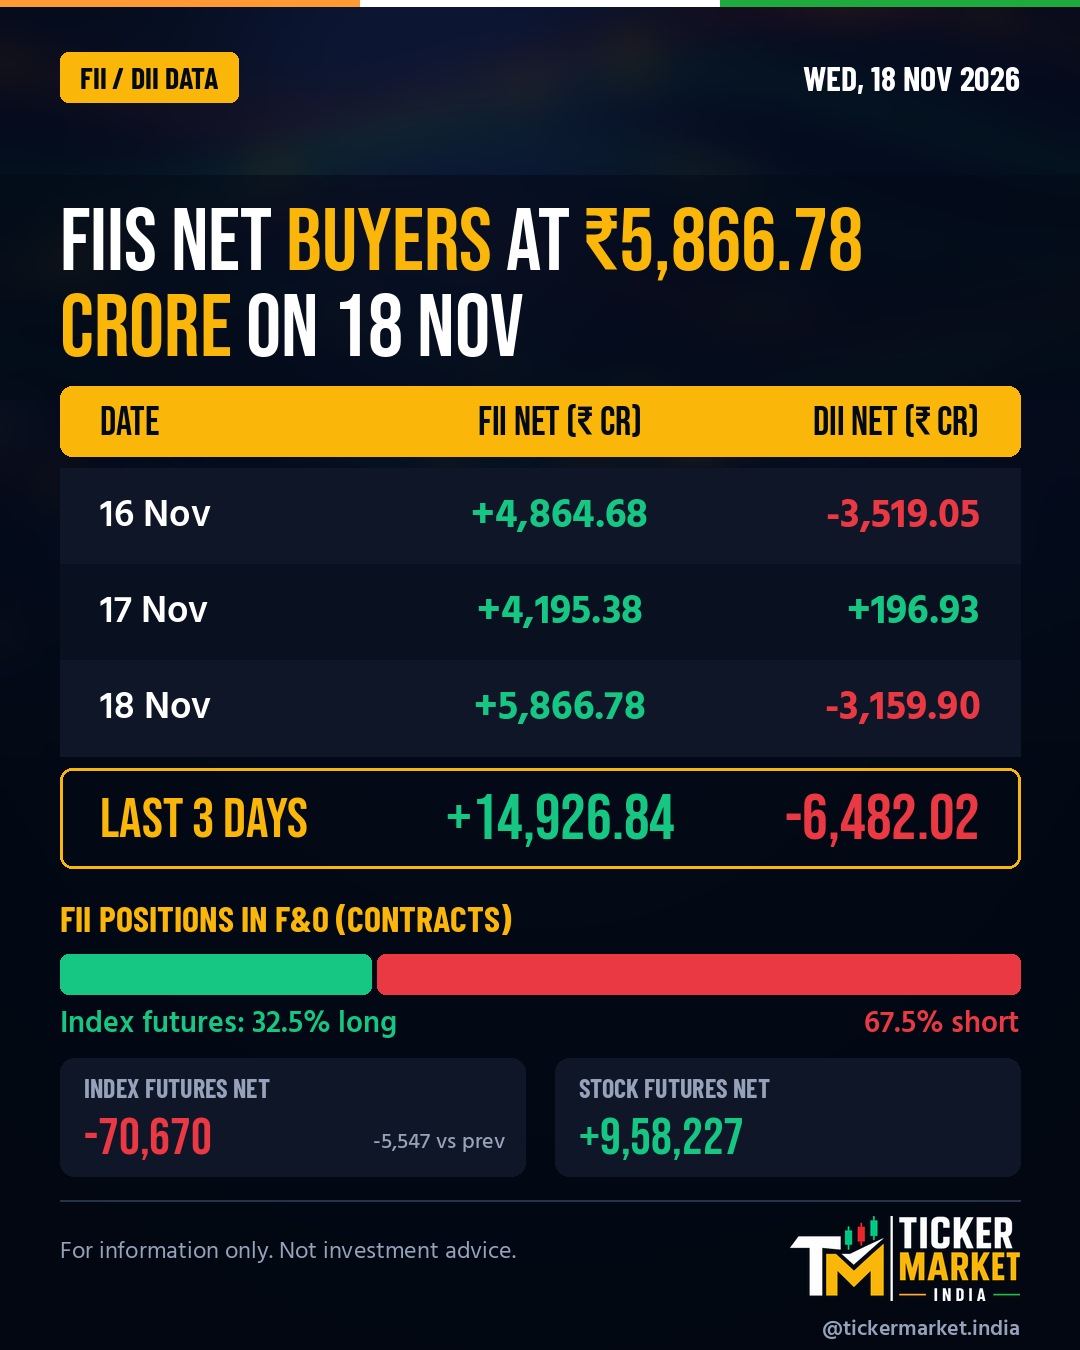 FII / DII DATA
WED, 18 NOV 2026
FIIS NET BUYERS AT ₹5,866.78
CRORE ON 18 NOV
DATE FII NET (₹ CR) DII NET (₹ CR)
16 Nov +4,864.68 -3,519.05
17 Nov +4,195.38 +196.93
18 Nov +5,866.78 -3,159.90
LAST 3 DAYS +14,926.84 -6,482.02
FII POSITIONS IN F&O (CONTRACTS)
Index futures: 32.5% long 67.5% short
INDEX FUTURES NET
-70,670 -5,547 vs prev
STOCK FUTURES NET
+9,58,227
For information only. Not investment advice.
TM TICKER
MARKET
INDIA
@tickermarket.india